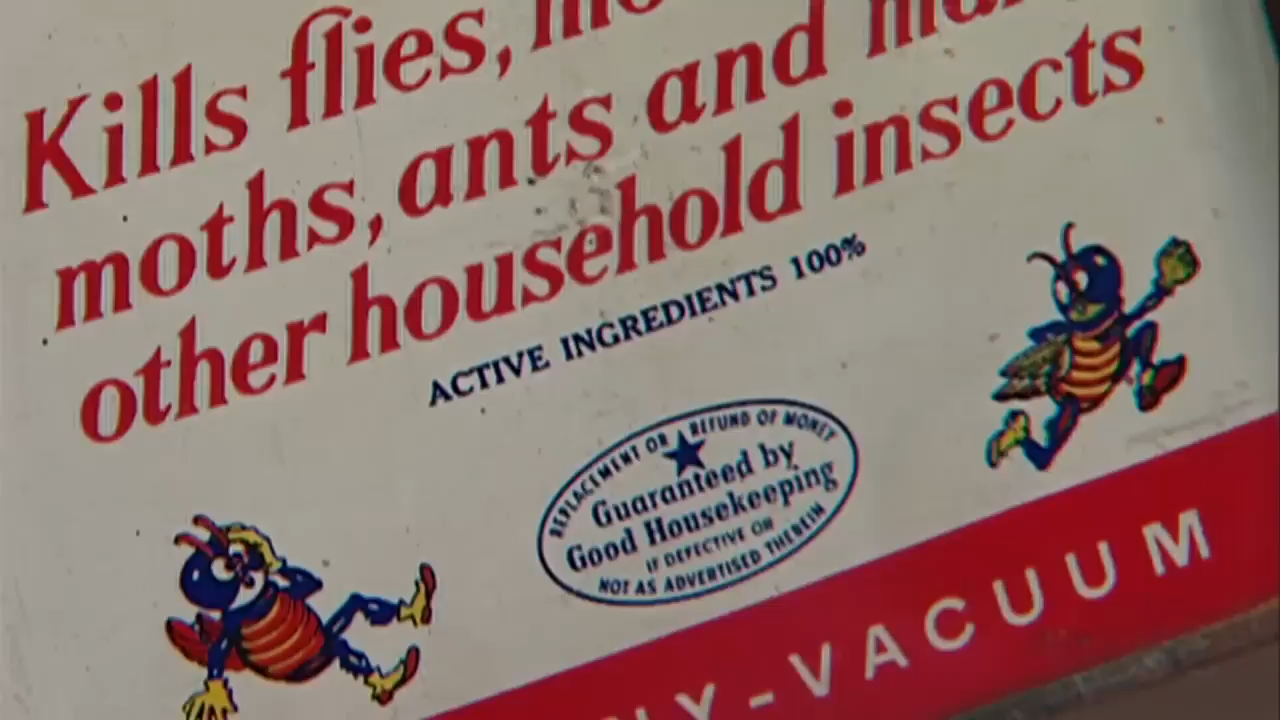 Kills flies,
moths, ants and
other household insects
ACTIVE INGREDIENTS 100%
REPLACEMENT OR REFUND OF MONEY
Guaranteed by
Good Housekeeping
IF DEFECTIVE OR
NOT AS ADVERTISED THEREIN
NY-VACUUM